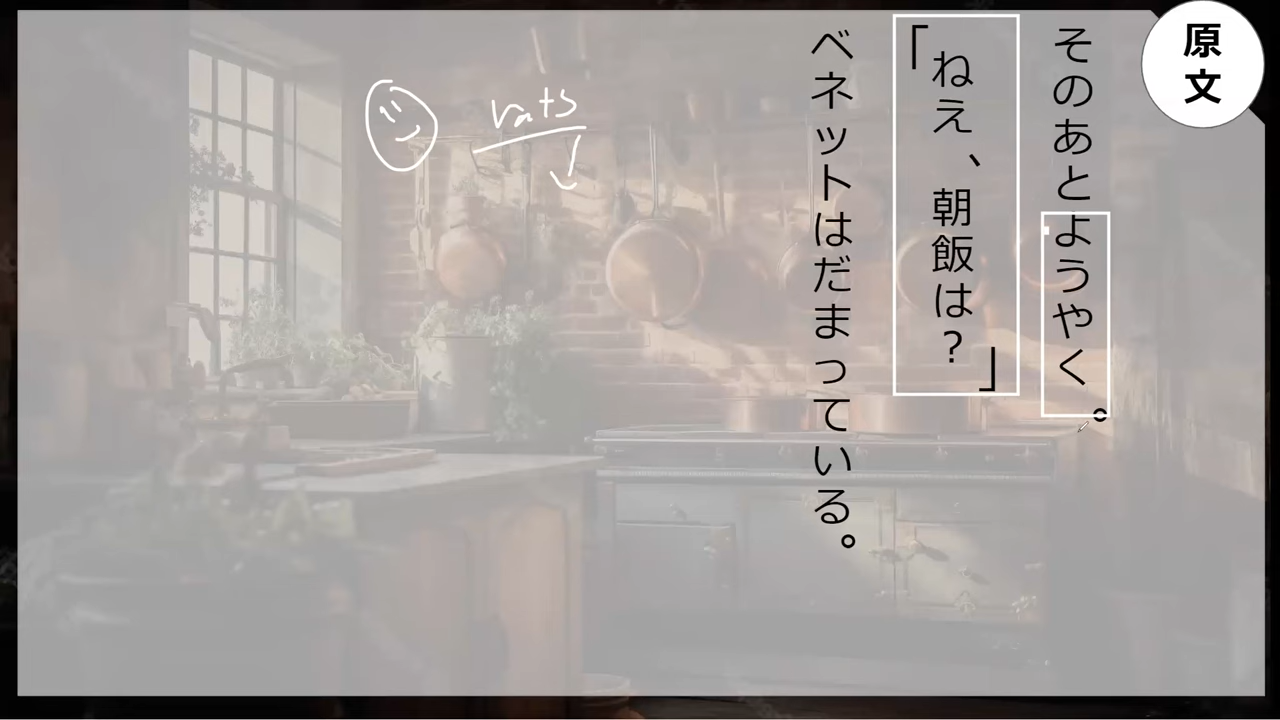 原文
そのあとようやく。
「ねえ、朝飯は?」
ベネットはだまっている。
rats